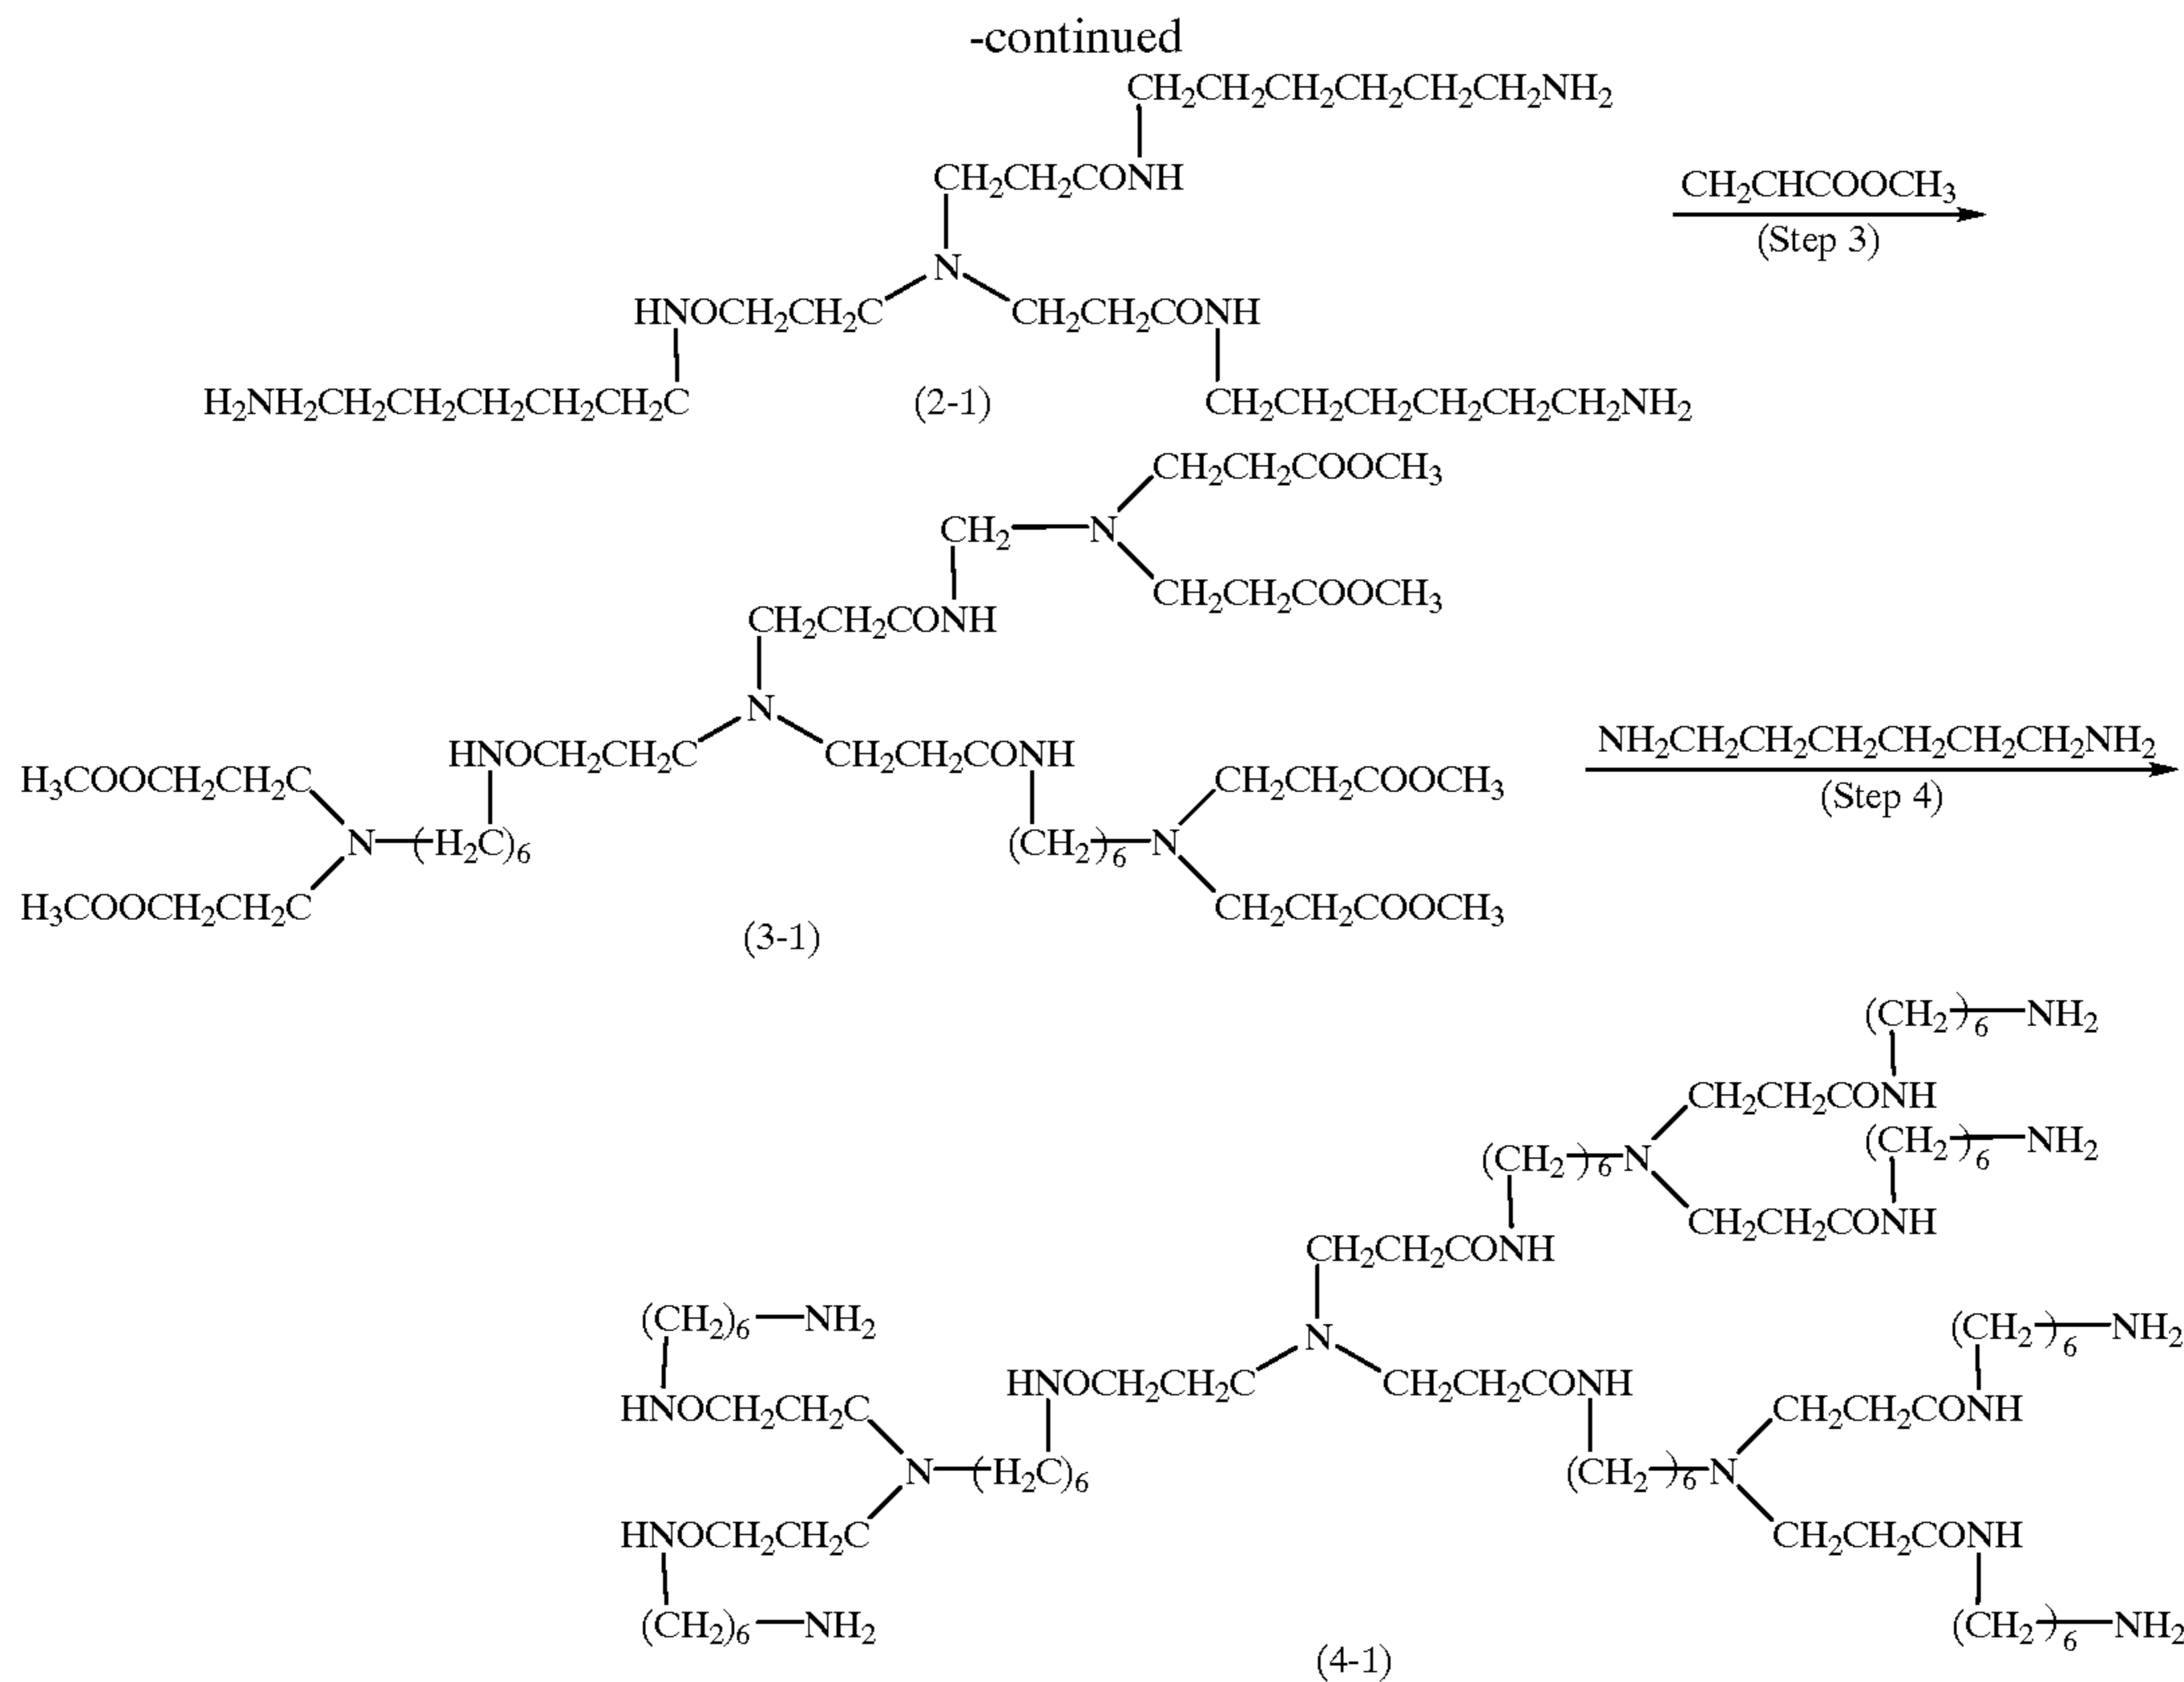 -continued
CH2CH2CH2CH2CH2CH2NH2
CH2CH2CONH
CH2CHCOOCH3
(Step 3)
N
HNOCH2CH2C
CH2CH2CONH
H2NH2CH2CH2CH2CH2CH2C
(2-1)
CH2CH2CH2CH2CH2CH2NH2
CH2CH2COOCH3
CH2
N
CH2CH2COOCH3
CH2CH2CONH
N
HNOCH2CH2C
CH2CH2CONH
NH2CH2CH2CH2CH2CH2CH2NH2
(Step 4)
H3COOCH2CH2C
CH2CH2COOCH3
N
(H2C)6
(CH2)6
N
H3COOCH2CH2C
CH2CH2COOCH3
(3-1)
(CH2)6 NH2
CH2CH2CONH
(CH2)6 NH2
(CH2)6 N
CH2CH2CONH
CH2CH2CONH
(CH2)6 NH2
N
(CH2)6 NH2
HNOCH2CH2C
CH2CH2CONH
HNOCH2CH2C
CH2CH2CONH
N
(H2C)6
(CH2)6
N
HNOCH2CH2C
CH2CH2CONH
(CH2)6 NH2
(CH2)6 NH2
(4-1)